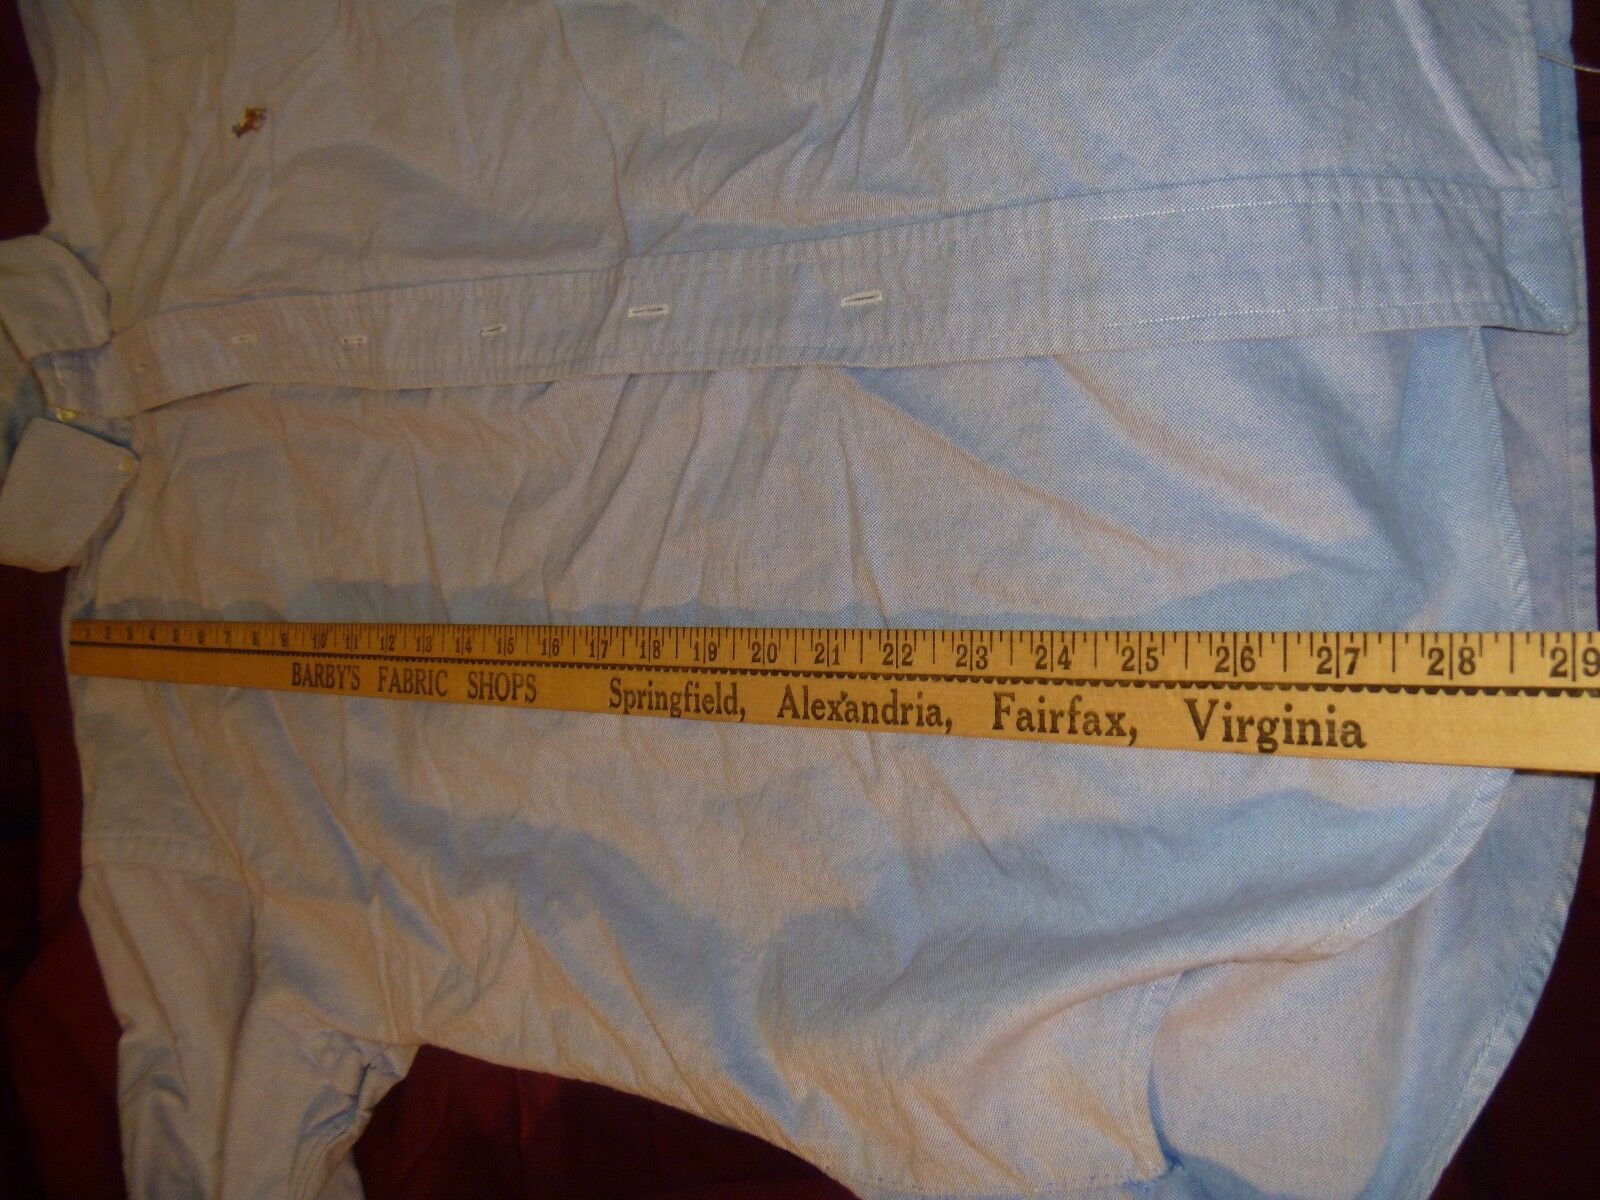 1 2 3 4 5 6 7 8 9 10 11 12 13 14 15 16 17 18 19 20 21 22 23 24 25 26 27 28 29
BARBY'S FABRIC SHOPS Springfield, Alexandria, Fairfax, Virginia